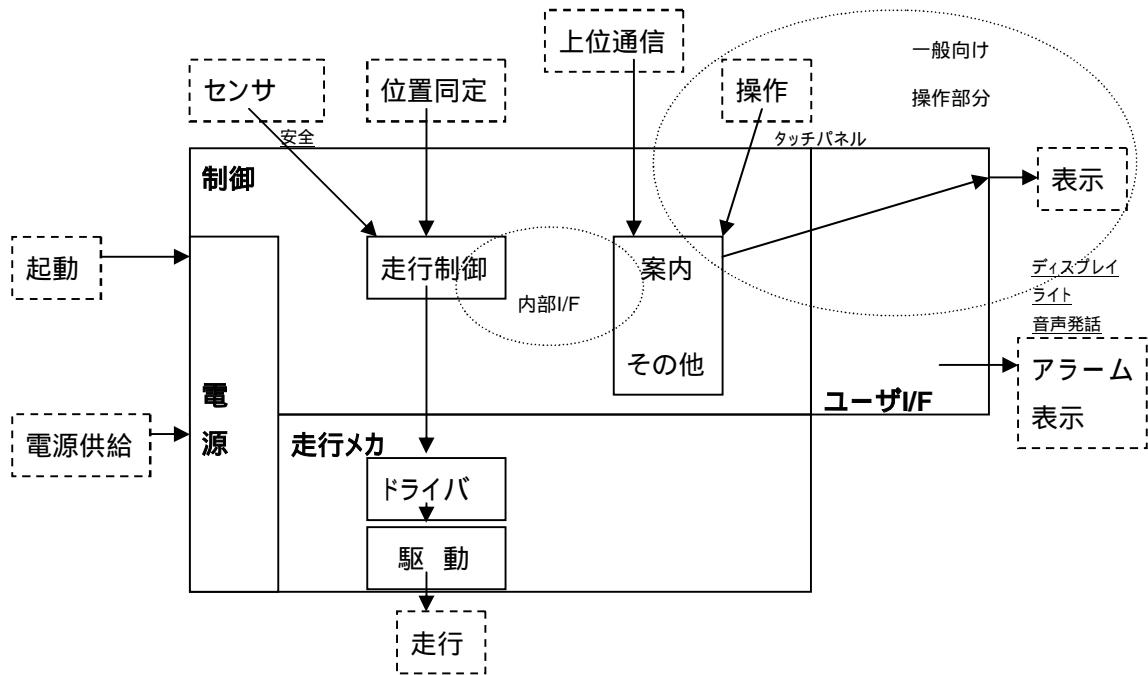 上位通信
一般向け
操作部分
センサ
位置同定
操作
安全
タッチパネル
制御
表示
起動
走行制御
案内
内部I/F
ディスプレイ
ライト
音声発話
その他
アラーム
表示
電
源
ユーザI/F
電源供給
走行メカ
ドライバ
駆 動
走行